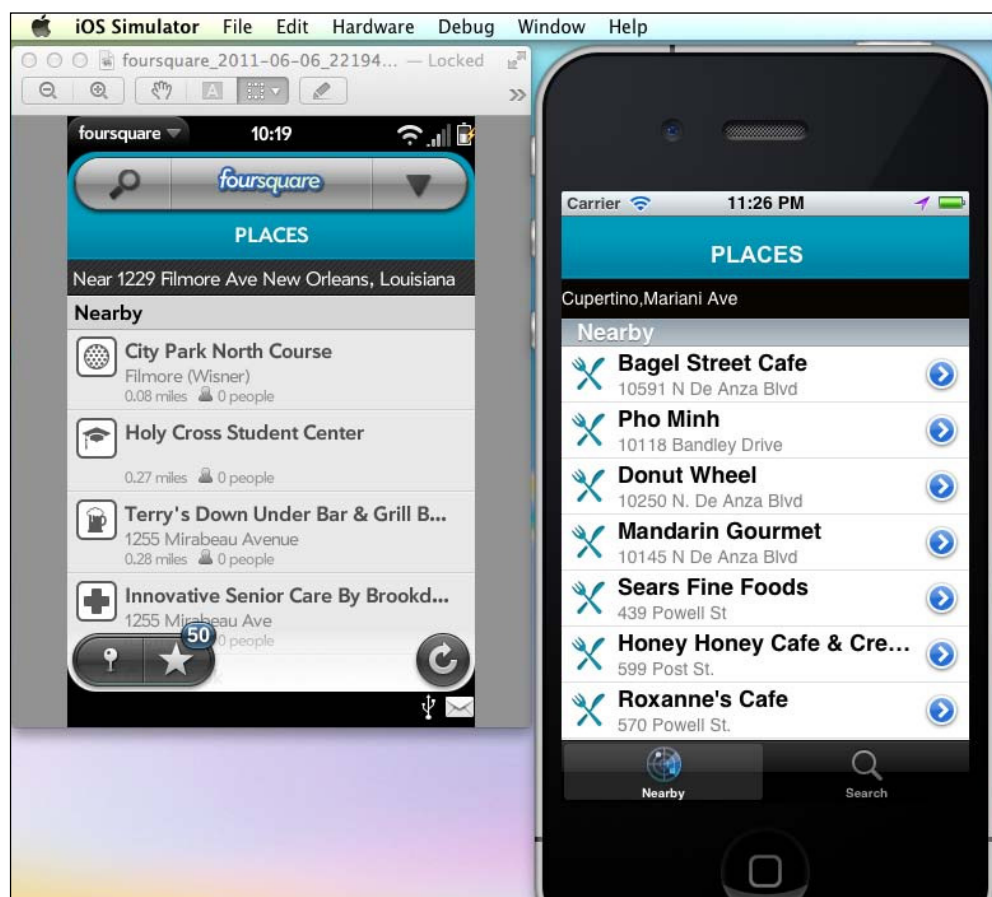 iOS Simulator File Edit Hardware Debug Window Help
foursquare_2011-06-06_22194... — Locked
foursquare 10:19
foursquare
PLACES
Near 1229 Filmore Ave New Orleans, Louisiana
Nearby
City Park North Course
Filmore (Wisner)
0.08 miles 0 people
Holy Cross Student Center
0.27 miles 0 people
Terry's Down Under Bar & Grill B...
1255 Mirabeau Avenue
0.28 miles 0 people
Innovative Senior Care By Brookd...
1255 Mirabeau Ave
0 people
50
Carrier 11:26 PM
PLACES
Cupertino,Mariani Ave
Nearby
Bagel Street Cafe
10591 N De Anza Blvd
Pho Minh
10118 Bandley Drive
Donut Wheel
10250 N. De Anza Blvd
Mandarin Gourmet
10145 N De Anza Blvd
Sears Fine Foods
439 Powell St
Honey Honey Cafe & Cre...
599 Post St.
Roxanne's Cafe
570 Powell St.
Nearby Search